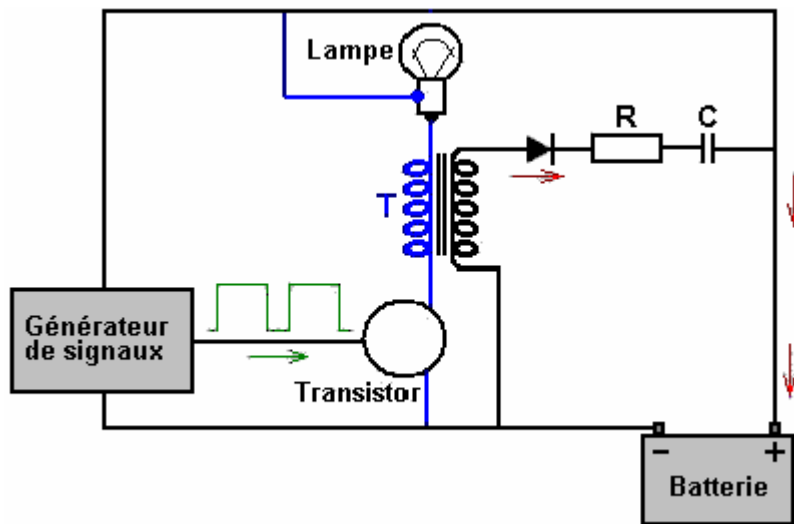 Lampe
R
C
T
Générateur
de signaux
Transistor
− +
Batterie